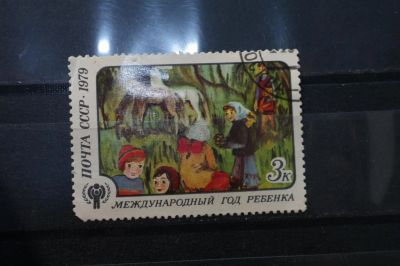 ПОЧТА СССР · 1979
3к
МЕЖДУНАРОДНЫЙ ГОД РЕБЕНКА